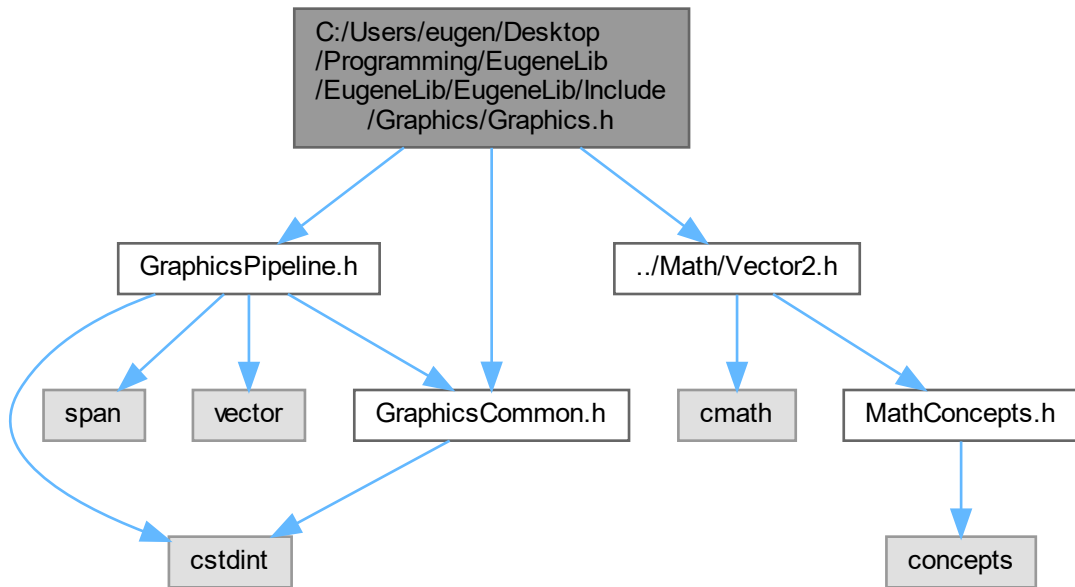 C:/Users/eugen/Desktop
/Programming/EugeneLib
/EugeneLib/EugeneLib/Include
/Graphics/Graphics.h
GraphicsPipeline.h
../Math/Vector2.h
span
vector
GraphicsCommon.h
cmath
MathConcepts.h
cstdint
concepts